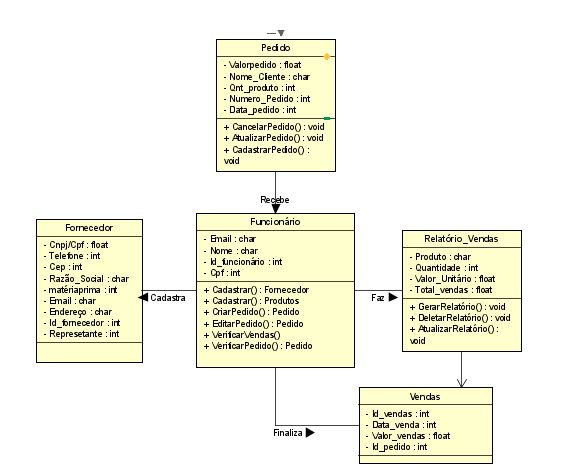 Pedido
- Valorpedido : float
- Nome_Cliente : char
- Qnt_produto : int
- Numero_Pedido : int
- Data_pedido : int
+ CancelarPedido() : void
+ AtualizarPedido() : void
+ CadastrarPedido() :
void
Recebe
Fornecedor
- Cnpj/Cpf : float
- Telefone : int
- Cep : int
- Razão_Social : char
- matériaprima : int
- Email : char
- Endereço : char
- Id_fornecedor : int
- Represetante : int
Cadastra
Funcionário
- Email : char
- Nome : char
- Id_funcionário : int
- Cpf : int
+ Cadastrar() : Fornecedor
+ Cadastrar() : Produtos
+ CriarPedido() : Pedido
+ EditarPedido() : Pedido
+ VerificarVendas()
+ VerificarPedido() : Pedido
Faz
Relatório_Vendas
- Produto : char
- Quantidade : int
- Valor_Unitário : float
- Total_vendas : float
+ GerarRelatório() : void
+ DeletarRelatório() : void
+ AtualizarRelatório() :
void
Finaliza
Vendas
- Id_vendas : int
- Data_venda : int
- Valor_vendas : float
- Id_pedido : int